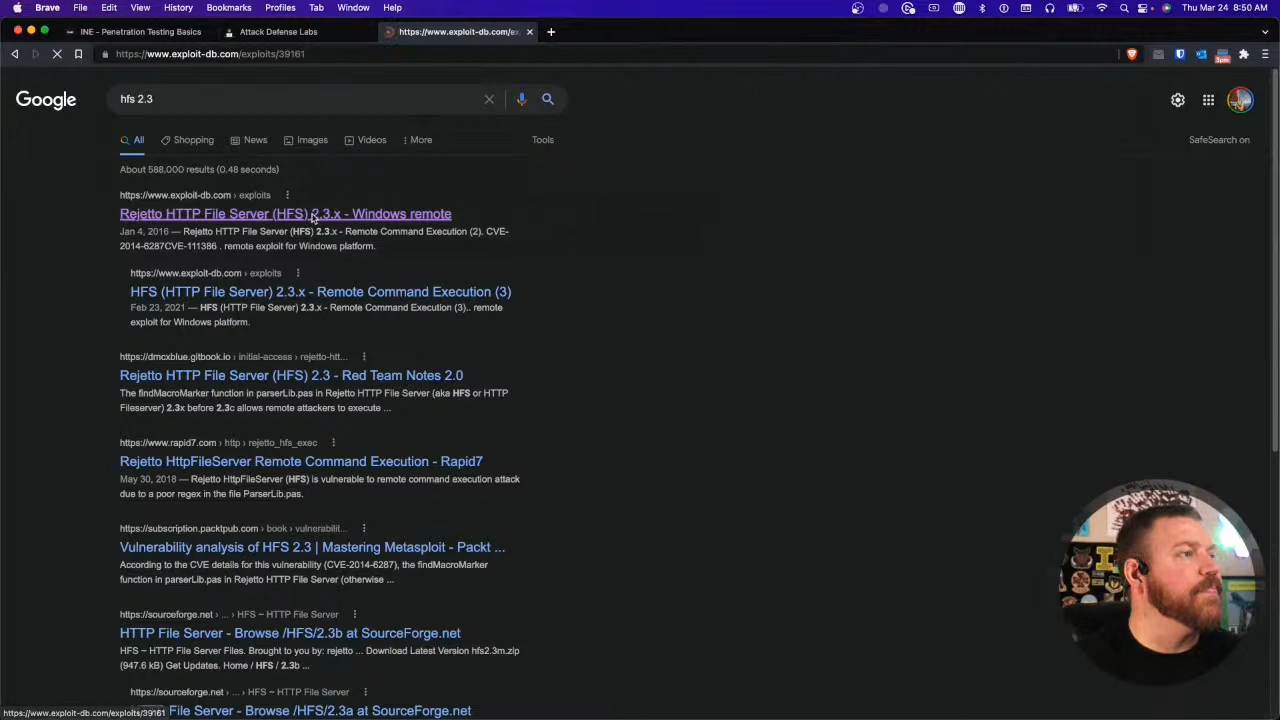 Brave File Edit View History Bookmarks Profiles Tab Window Help Thu Mar 24 8:50 AM
INE - Penetration Testing Basics Attack Defense Labs https://www.exploit-db.com/ex
https://www.exploit-db.com/exploits/39161
5pm
Google hfs 2.3
All Shopping News Images Videos More Tools SafeSearch on
About 588,000 results (0.48 seconds)
https://www.exploit-db.com › exploits
Rejetto HTTP File Server (HFS) 2.3.x - Windows remote
Jan 4, 2016 — Rejetto HTTP File Server (HFS) 2.3.x - Remote Command Execution (2). CVE-
2014-6287CVE-111386 . remote exploit for Windows platform.
https://www.exploit-db.com › exploits
HFS (HTTP File Server) 2.3.x - Remote Command Execution (3)
Feb 23, 2021 — HFS (HTTP File Server) 2.3.x - Remote Command Execution (3).. remote
exploit for Windows platform.
https://dmcxblue.gitbook.io › initial-access › rejetto-htt...
Rejetto HTTP File Server (HFS) 2.3 - Red Team Notes 2.0
The findMacroMarker function in parserLib.pas in Rejetto HTTP File Server (aka HFS or HTTP
Fileserver) 2.3x before 2.3c allows remote attackers to execute ...
https://www.rapid7.com › http › rejetto_hfs_exec
Rejetto HttpFileServer Remote Command Execution - Rapid7
May 30, 2018 — Rejetto HttpFileServer (HFS) is vulnerable to remote command execution attack
due to a poor regex in the file ParserLib.pas.
https://subscription.packtpub.com › book › vulnerabilit...
Vulnerability analysis of HFS 2.3 | Mastering Metasploit - Packt ...
According to the CVE details for this vulnerability (CVE-2014-6287), the findMacroMarker
function in parserLib.pas in Rejetto HTTP File Server (otherwise ...
https://sourceforge.net › ... › HFS ~ HTTP File Server
HTTP File Server - Browse /HFS/2.3b at SourceForge.net
HFS ~ HTTP File Server Files. Brought to you by: rejetto ... Download Latest Version hfs2.3m.zip
(947.6 kB) Get Updates. Home / HFS / 2.3b ...
https://sourceforge.net › ... › HFS ~ HTTP File Server
File Server - Browse /HFS/2.3a at SourceForge.net
https://www.exploit-db.com/exploits/39161